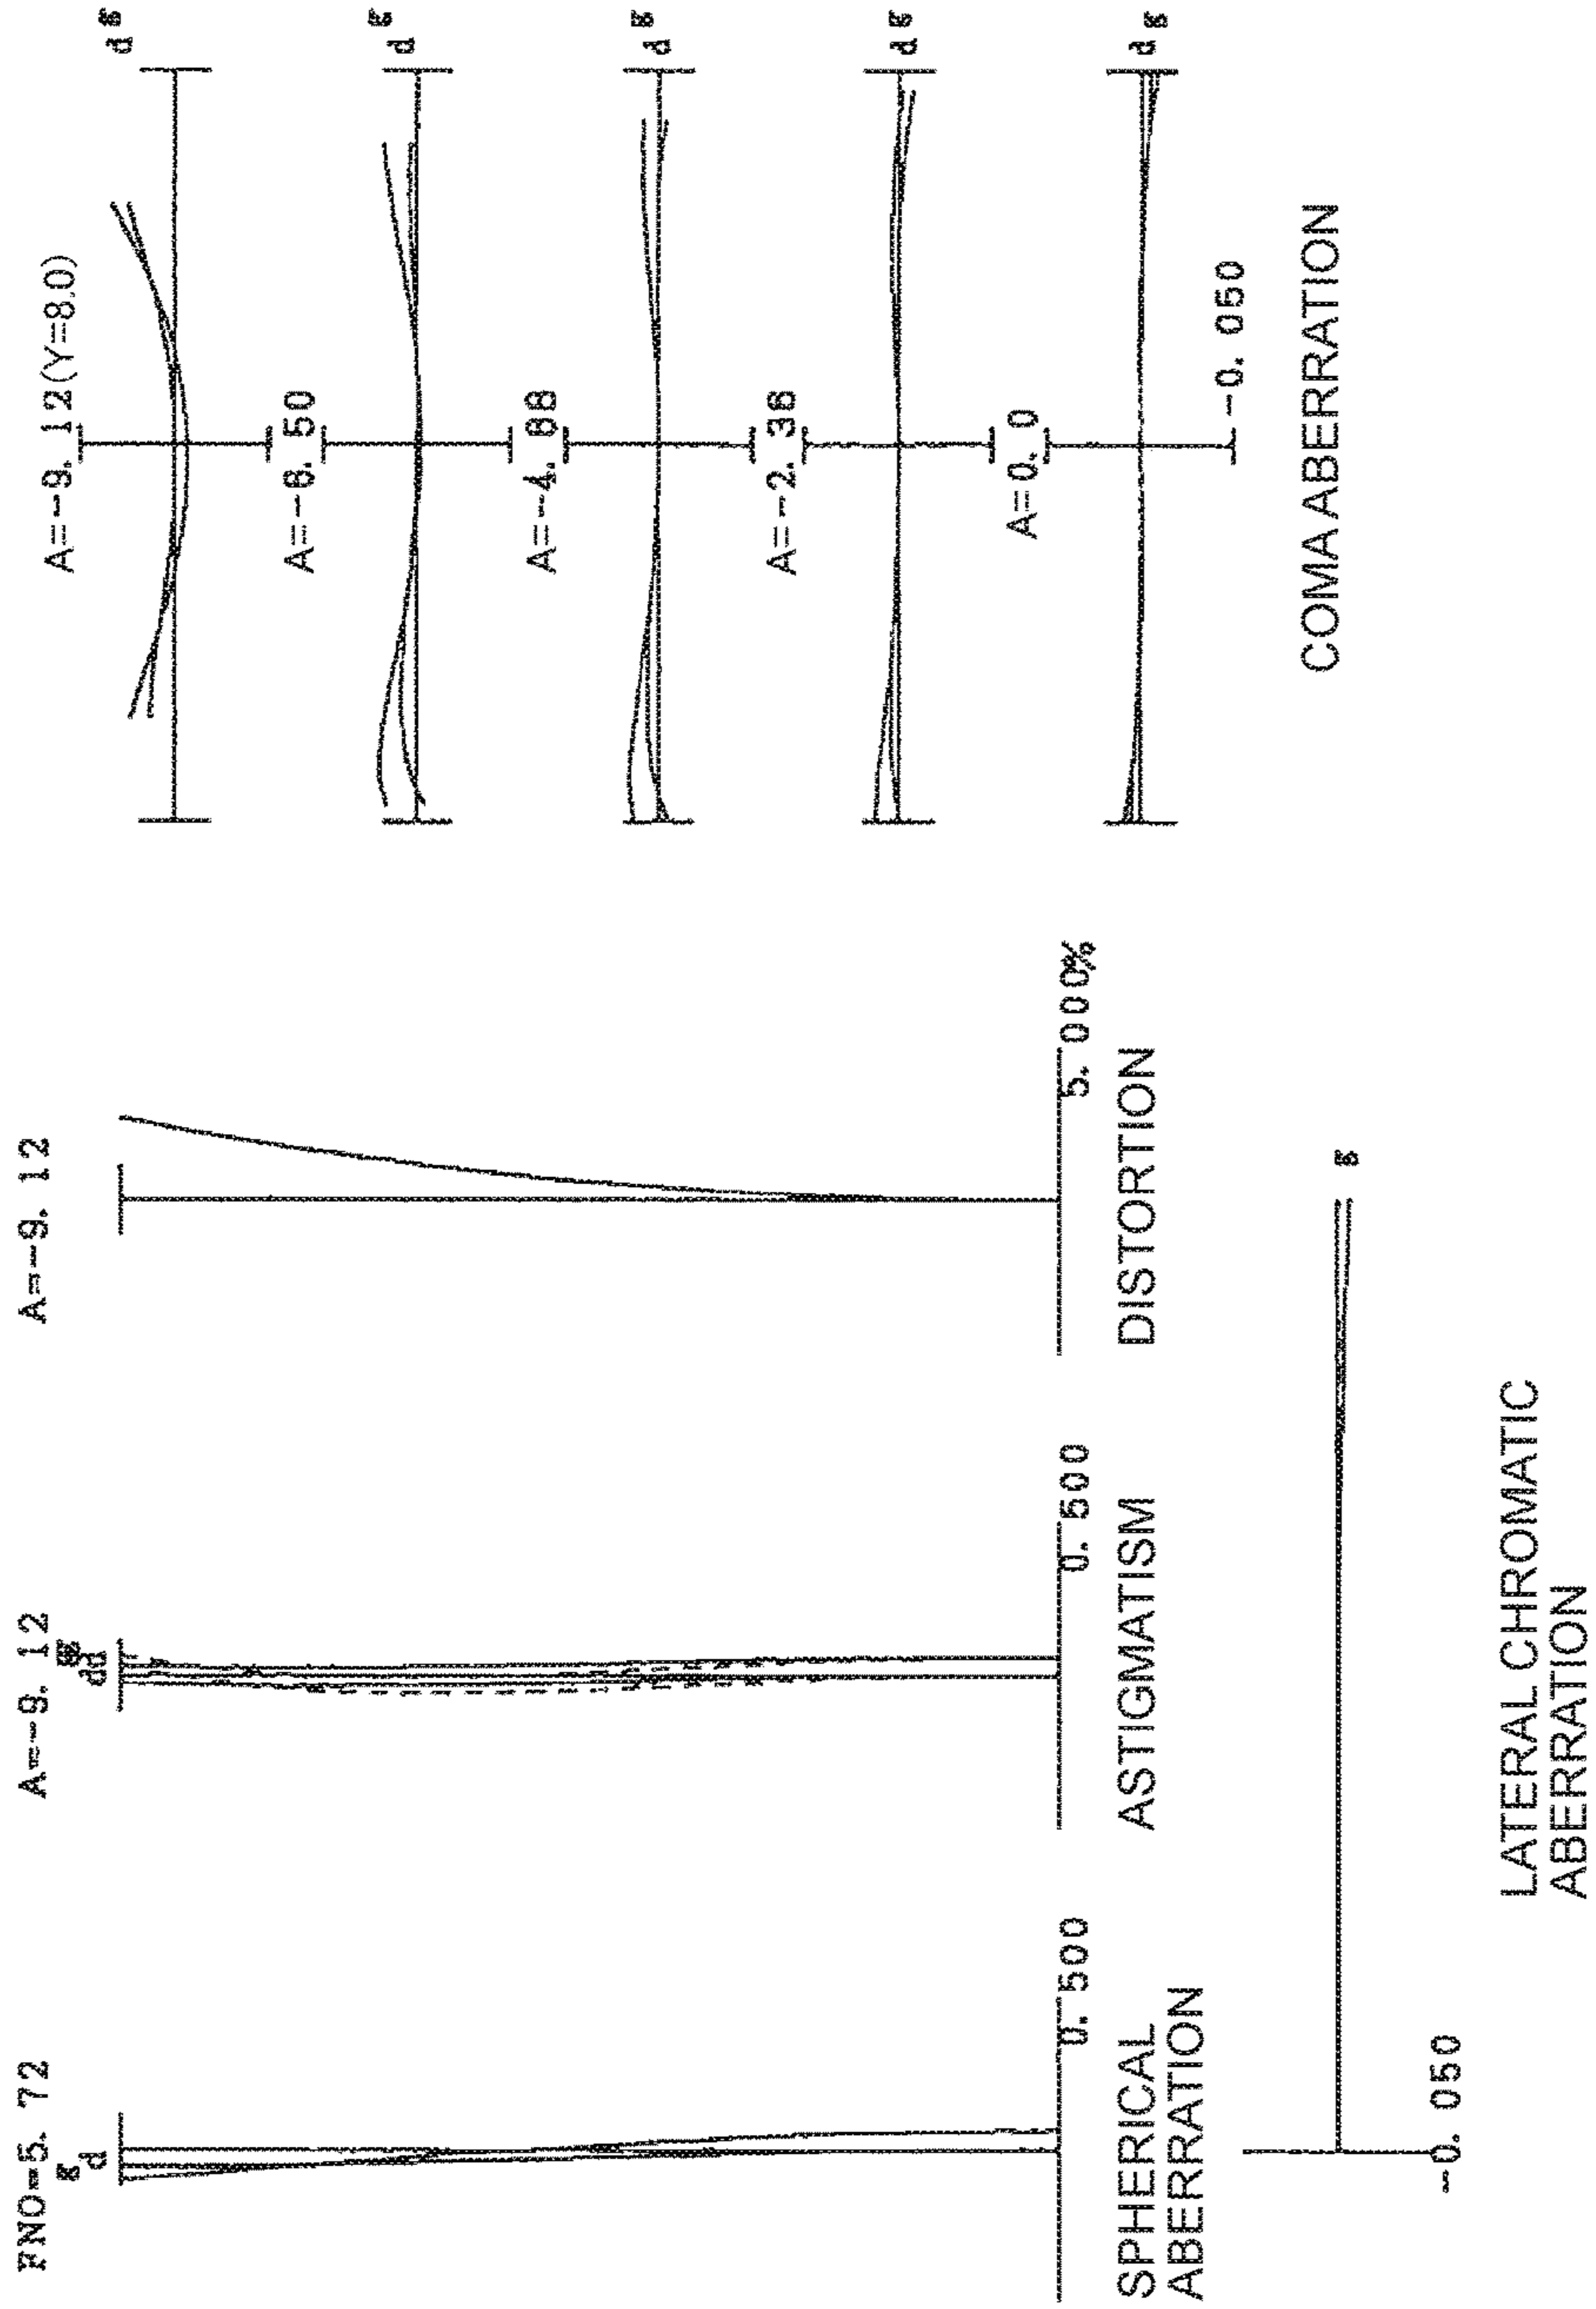 FNO=5. 72
g
d
0. 500
SPHERICAL
ABERRATION
A=-9. 12
g
dd
0. 500
ASTIGMATISM
A=-9. 12
5. 000%
DISTORTION
A=-9. 12(Y=8.0)
d g
A=-6. 50
d g
A=-4. 88
d g
A=-2. 36
d g
A=0. 0
d g
-0. 050
COMA ABERRATION
g
-0. 050
LATERAL CHROMATIC
ABERRATION